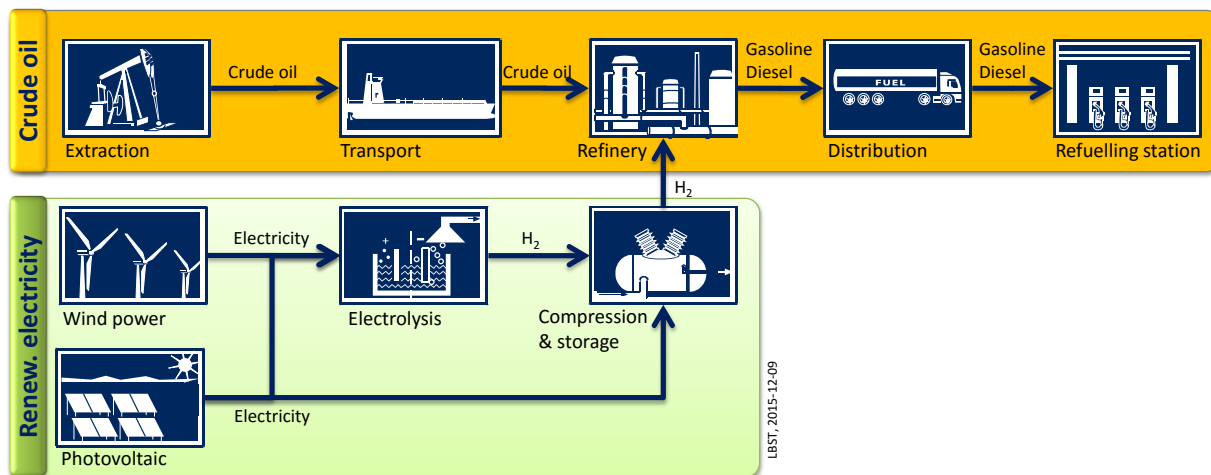 Crude oil
Crude oil
Crude oil
Gasoline
Diesel
Gasoline
Diesel
FUEL
Extraction
Transport
Refinery
Distribution
Refuelling station
H₂
Renew. electricity
Electricity
H₂
+
-
Wind power
Electrolysis
Compression
& storage
Electricity
Photovoltaic
LBST, 2015-12-09